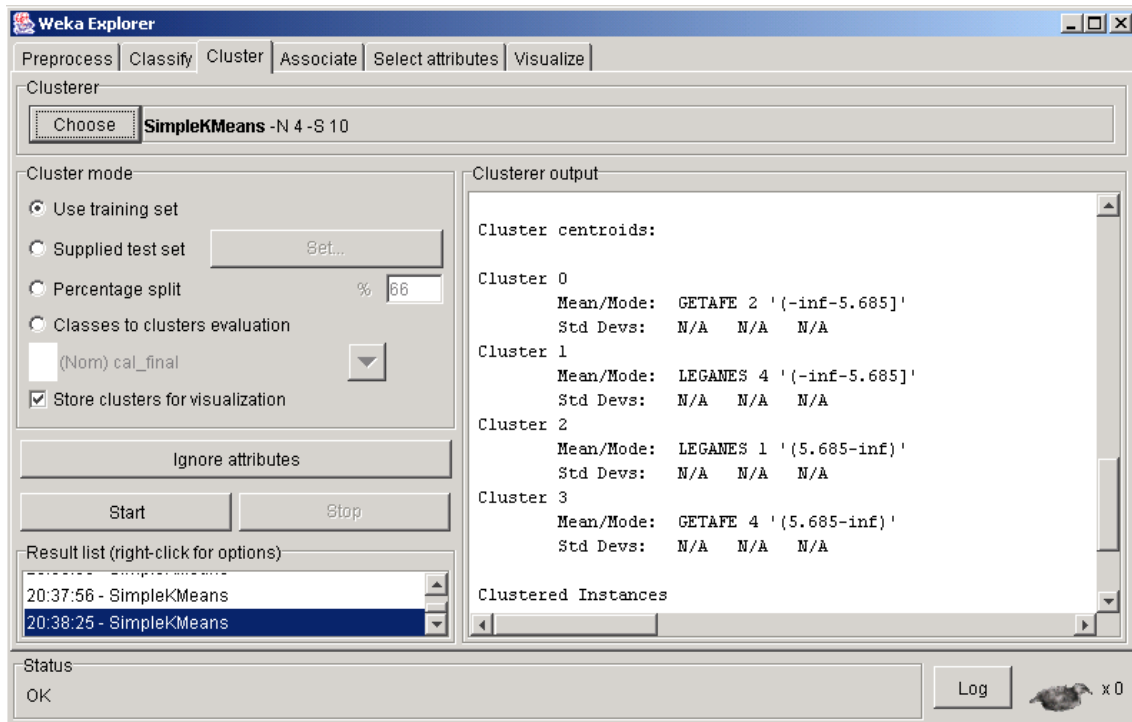 Weka Explorer
Preprocess Classify Cluster Associate Select attributes Visualize
Clusterer
Choose SimpleKMeans -N 4 -S 10
Cluster mode
Use training set
Supplied test set Set...
Percentage split % 66
Classes to clusters evaluation
(Nom) cal_final
Store clusters for visualization
Ignore attributes
Start Stop
Result list (right-click for options)
20:37:56 - SimpleKMeans
20:38:25 - SimpleKMeans
Clusterer output
Cluster centroids:
Cluster 0
Mean/Mode: GETAFE 2 '(-inf-5.685]'
Std Devs: N/A N/A N/A
Cluster 1
Mean/Mode: LEGANES 4 '(-inf-5.685]'
Std Devs: N/A N/A N/A
Cluster 2
Mean/Mode: LEGANES 1 '(5.685-inf)'
Std Devs: N/A N/A N/A
Cluster 3
Mean/Mode: GETAFE 4 '(5.685-inf)'
Std Devs: N/A N/A N/A
Clustered Instances
Status
OK
Log x 0